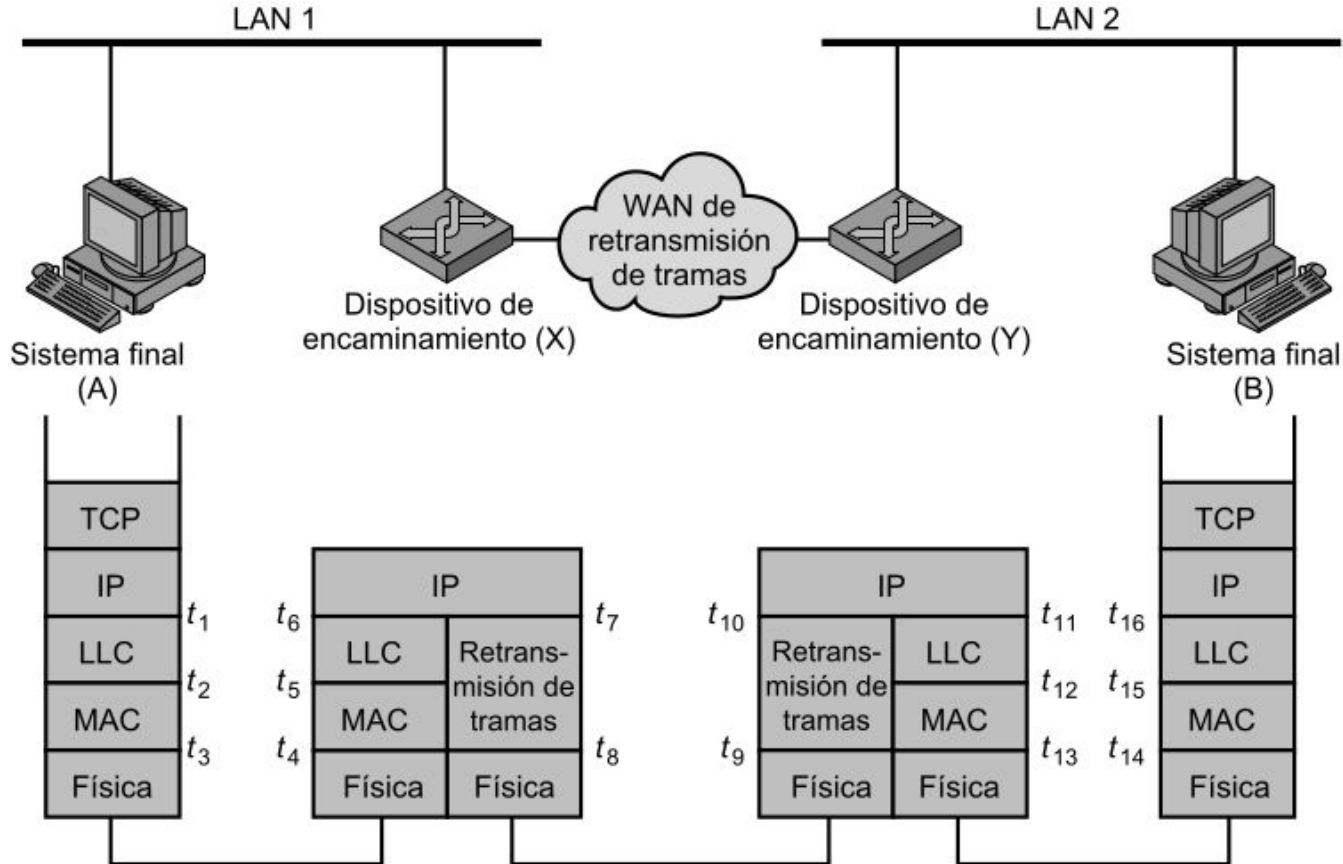 LAN 1
LAN 2
WAN de
retransmisión
de tramas
Dispositivo de
encaminamiento (X)
Dispositivo de
encaminamiento (Y)
Sistema final
(A)
Sistema final
(B)
TCP
IP
LLC
MAC
Física
t1
t2
t3
IP
t6
t7
LLC
Retrans-
misión de
tramas
t5
MAC
t4
t8
Física
Física
IP
t10
t11
Retrans-
misión de
tramas
LLC
t12
MAC
t9
t13
Física
Física
TCP
IP
t16
LLC
t15
MAC
t14
Física